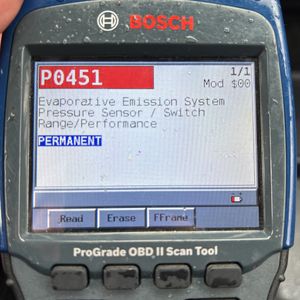 BOSCH
P0451
1/1
Mod $00
Evaporative Emission System
Pressure Sensor / Switch
Range/Performance
PERMANENT
Read Erase FFrame
ProGrade OBD II Scan Tool